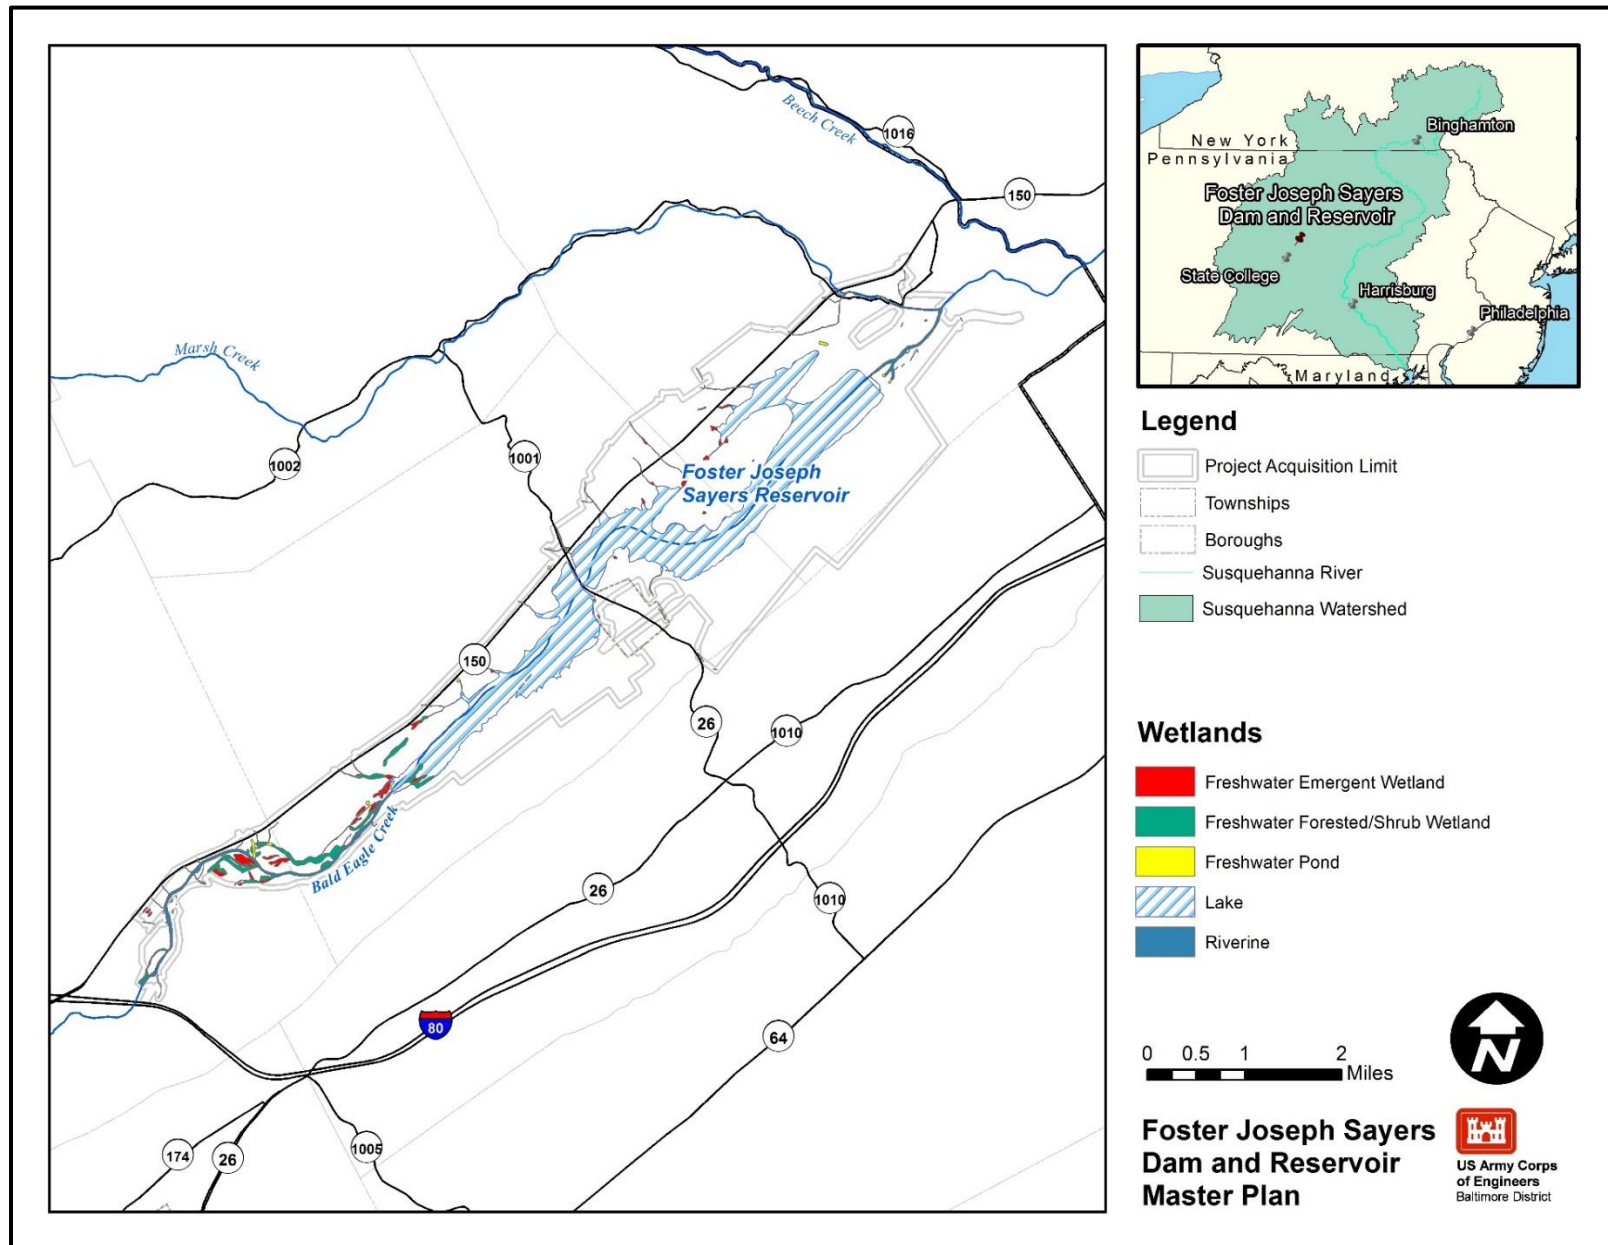 Beech Creek
1016
150
Marsh Creek
1002
1001
Foster Joseph
Sayers Reservoir
150
26
1010
Bald Eagle Creek
26
1010
80
64
174
26
1005
Binghamton
New York
Pennsylvania
Foster Joseph Sayers
Dam and Reservoir
State College
Harrisburg
Philadelphia
Maryland
Legend
Project Acquisition Limit
Townships
Boroughs
Susquehanna River
Susquehanna Watershed
Wetlands
Freshwater Emergent Wetland
Freshwater Forested/Shrub Wetland
Freshwater Pond
Lake
Riverine
N
0 0.5 1 2
Miles
Foster Joseph Sayers
Dam and Reservoir
Master Plan
US Army Corps
of Engineers
Baltimore District